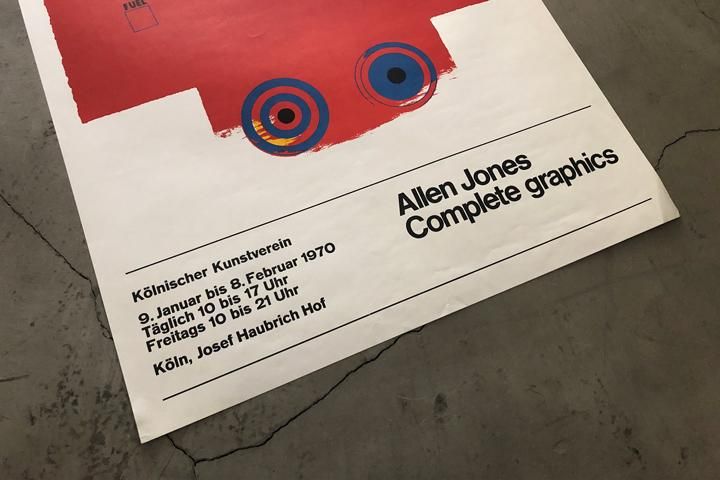 FUEL
Allen Jones
Complete graphics
Kölnischer Kunstverein
9. Januar bis 8. Februar 1970
Täglich 10 bis 17 Uhr
Freitags 10 bis 21 Uhr
Köln, Josef Haubrich Hof